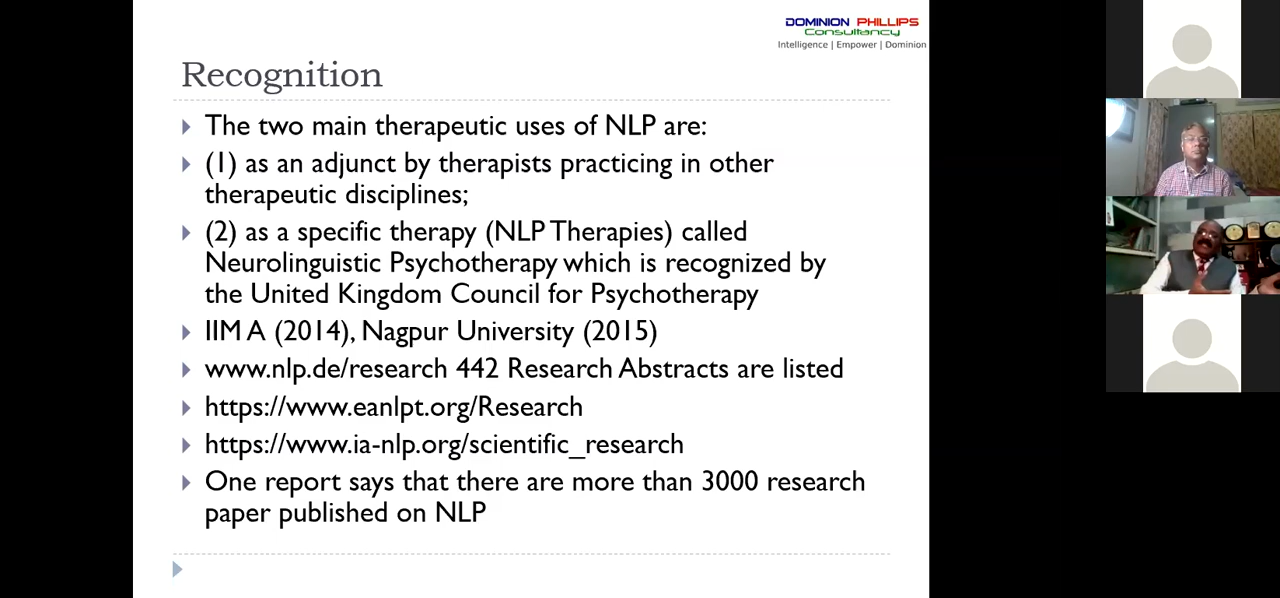 DOMINION PHILLIPS
Consultancy
Intelligence | Empower | Dominion
Recognition
The two main therapeutic uses of NLP are:
(1) as an adjunct by therapists practicing in other
therapeutic disciplines;
(2) as a specific therapy (NLP Therapies) called
Neurolinguistic Psychotherapy which is recognized by
the United Kingdom Council for Psychotherapy
IIM A (2014), Nagpur University (2015)
www.nlp.de/research 442 Research Abstracts are listed
https://www.eanlpt.org/Research
https://www.ia-nlp.org/scientific_research
One report says that there are more than 3000 research
paper published on NLP